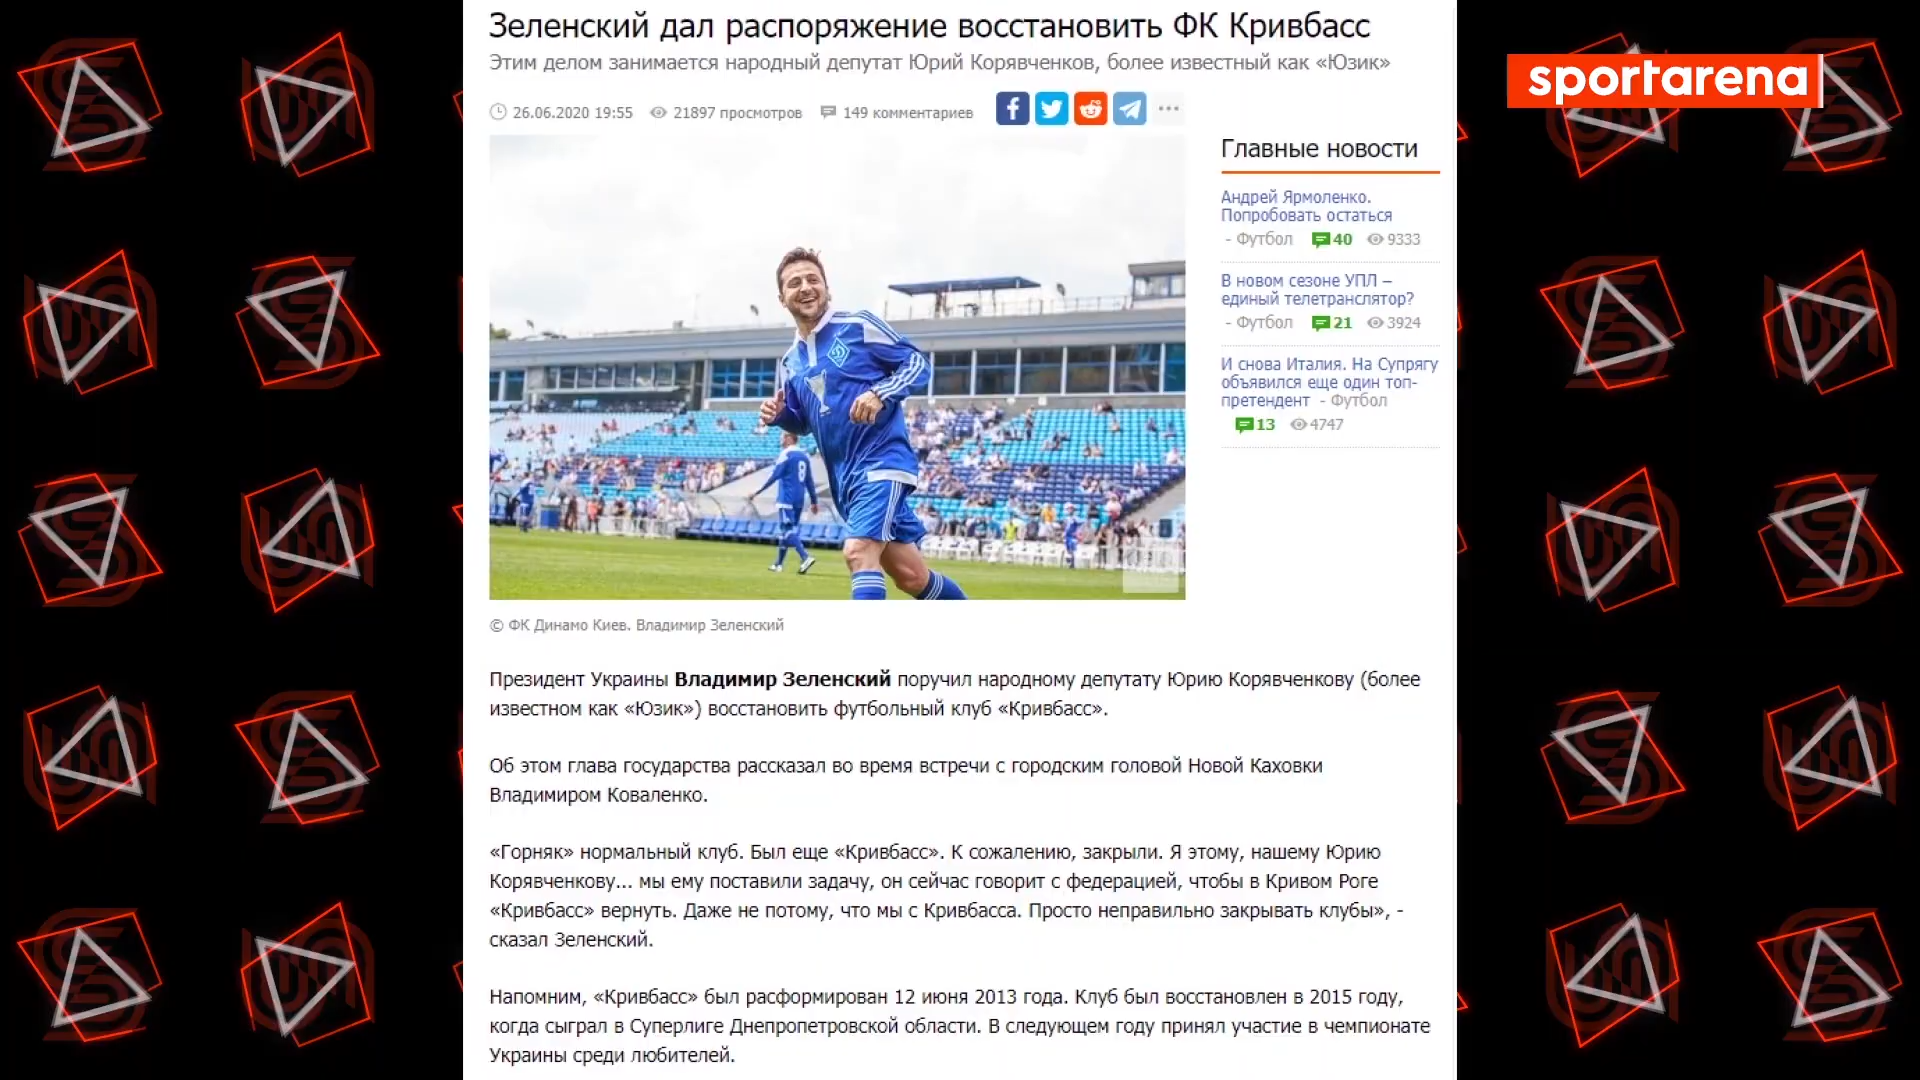 Зеленский дал распоряжение восстановить ФК Кривбасс
Этим делом занимается народный депутат Юрий Корявченков, более известный как «Юзик»
26.06.2020 19:55 21897 просмотров 149 комментариев
sportarena
Главные новости
Андрей Ярмоленко.
Попробовать остаться
- Футбол 40 9333
В новом сезоне УПЛ –
единый телетранслятор?
- Футбол 21 3924
И снова Италия. На Супрягу
объявился еще один топ-
претендент - Футбол
13 4747
8
© ФК Динамо Киев. Владимир Зеленский
Президент Украины Владимир Зеленский поручил народному депутату Юрию Корявченкову (более
известном как «Юзик») восстановить футбольный клуб «Кривбасс».
Об этом глава государства рассказал во время встречи с городским головой Новой Каховки
Владимиром Коваленко.
«Горняк» нормальный клуб. Был еще «Кривбасс». К сожалению, закрыли. Я этому, нашему Юрию
Корявченкову... мы ему поставили задачу, он сейчас говорит с федерацией, чтобы в Кривом Роге
«Кривбасс» вернуть. Даже не потому, что мы с Кривбасса. Просто неправильно закрывать клубы», -
сказал Зеленский.
Напомним, «Кривбасс» был расформирован 12 июня 2013 года. Клуб был восстановлен в 2015 году,
когда сыграл в Суперлиге Днепропетровской области. В следующем году принял участие в чемпионате
Украины среди любителей.